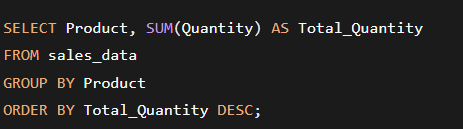 SELECT Product, SUM(Quantity) AS Total_Quantity
FROM sales_data
GROUP BY Product
ORDER BY Total_Quantity DESC;